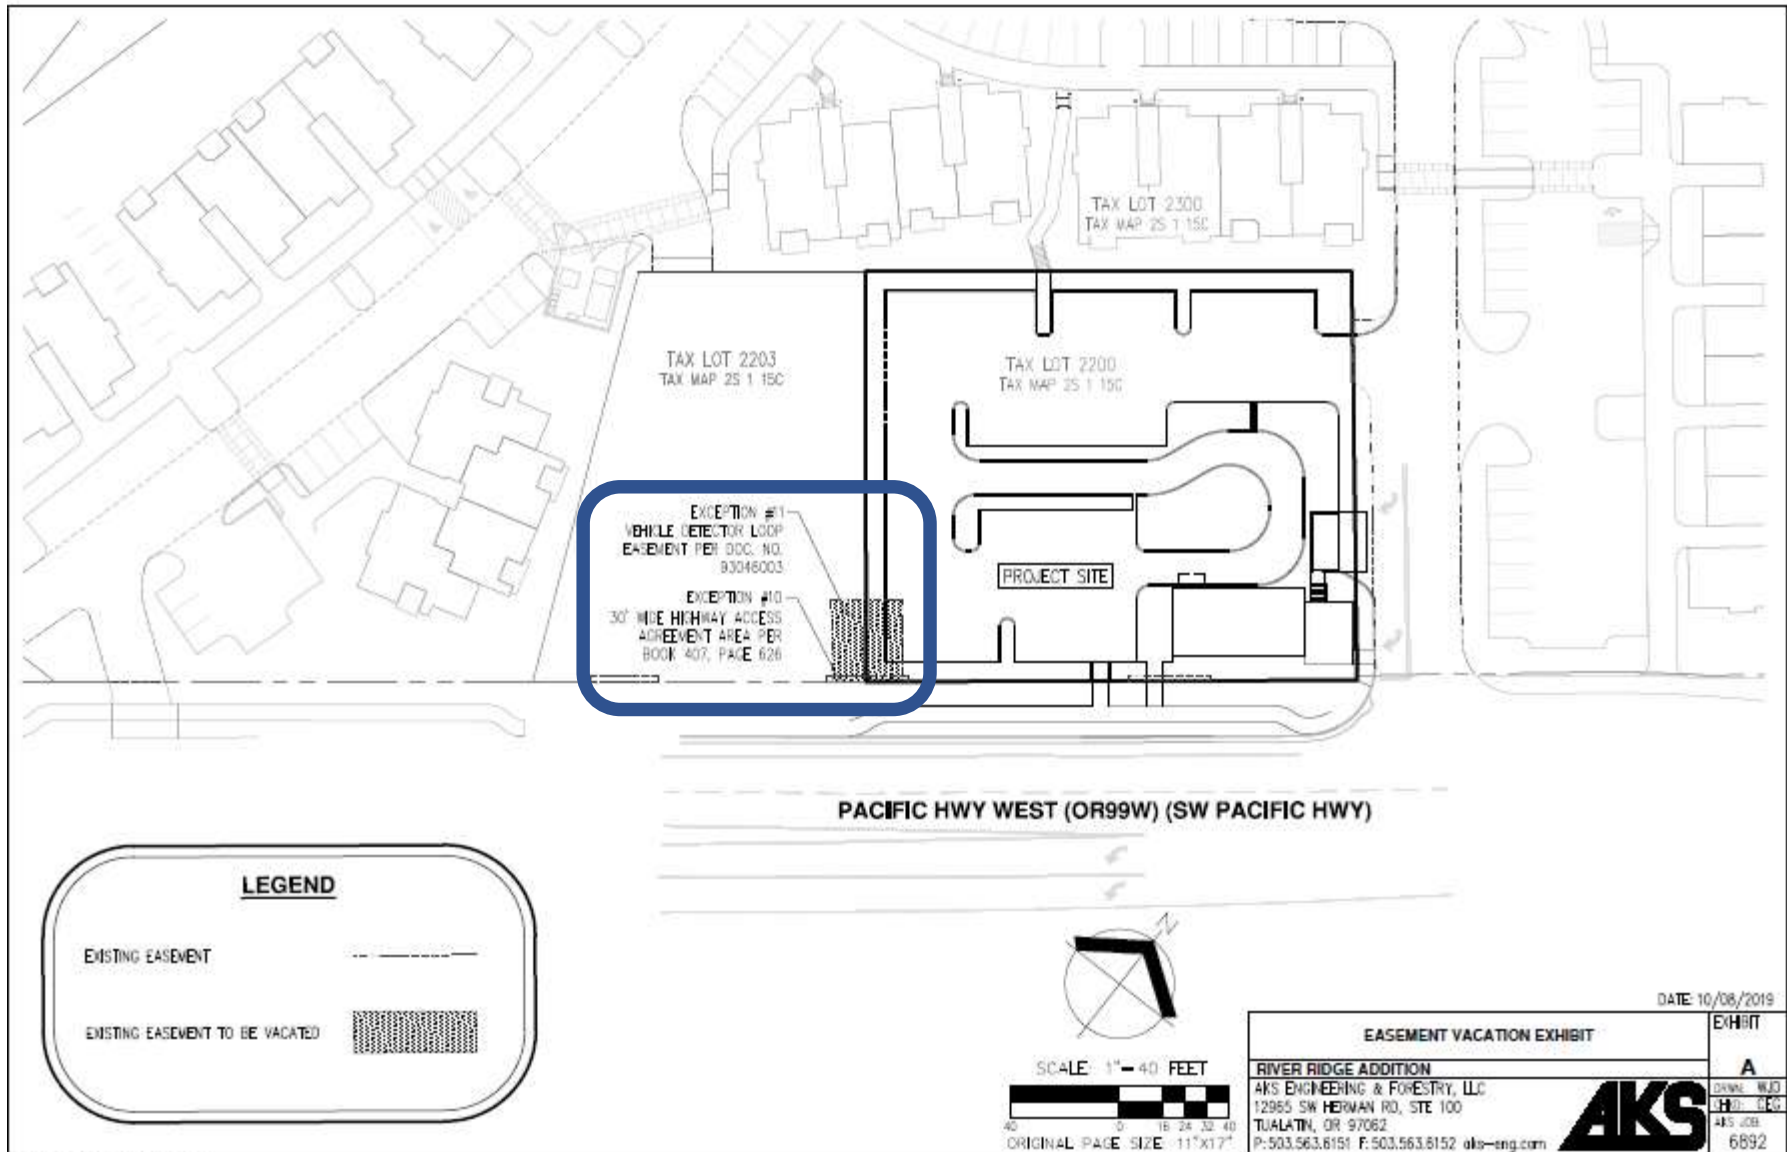 TAX LOT 2300
TAX MAP 2S 1 15C
TAX LOT 2203
TAX MAP 2S 1 15C
TAX LOT 2200
TAX MAP 2S 1 15C
EXCEPTION #11
VEHICLE DETECTOR LOOP
EASEMENT PER DOC. NO.
93046003
EXCEPTION #10
30' WIDE HIGHWAY ACCESS
AGREEMENT AREA PER
BOOK 407, PAGE 626
PROJECT SITE
PACIFIC HWY WEST (OR99W) (SW PACIFIC HWY)
LEGEND
EXISTING EASEMENT
EXISTING EASEMENT TO BE VACATED
N
SCALE: 1"= 40 FEET
40 0 16 24 32 40
ORIGINAL PAGE SIZE: 11"X17"
DATE: 10/08/2019
EASEMENT VACATION EXHIBIT
EXHIBIT
A
RIVER RIDGE ADDITION
AKS ENGINEERING & FORESTRY, LLC
12965 SW HERMAN RD, STE 100
TUALATIN, OR 97062
P: 503.563.6151 F: 503.563.6152 aks-eng.com
AKS
DRWN: WJD
CHKD: CEG
AKS JOB:
6892